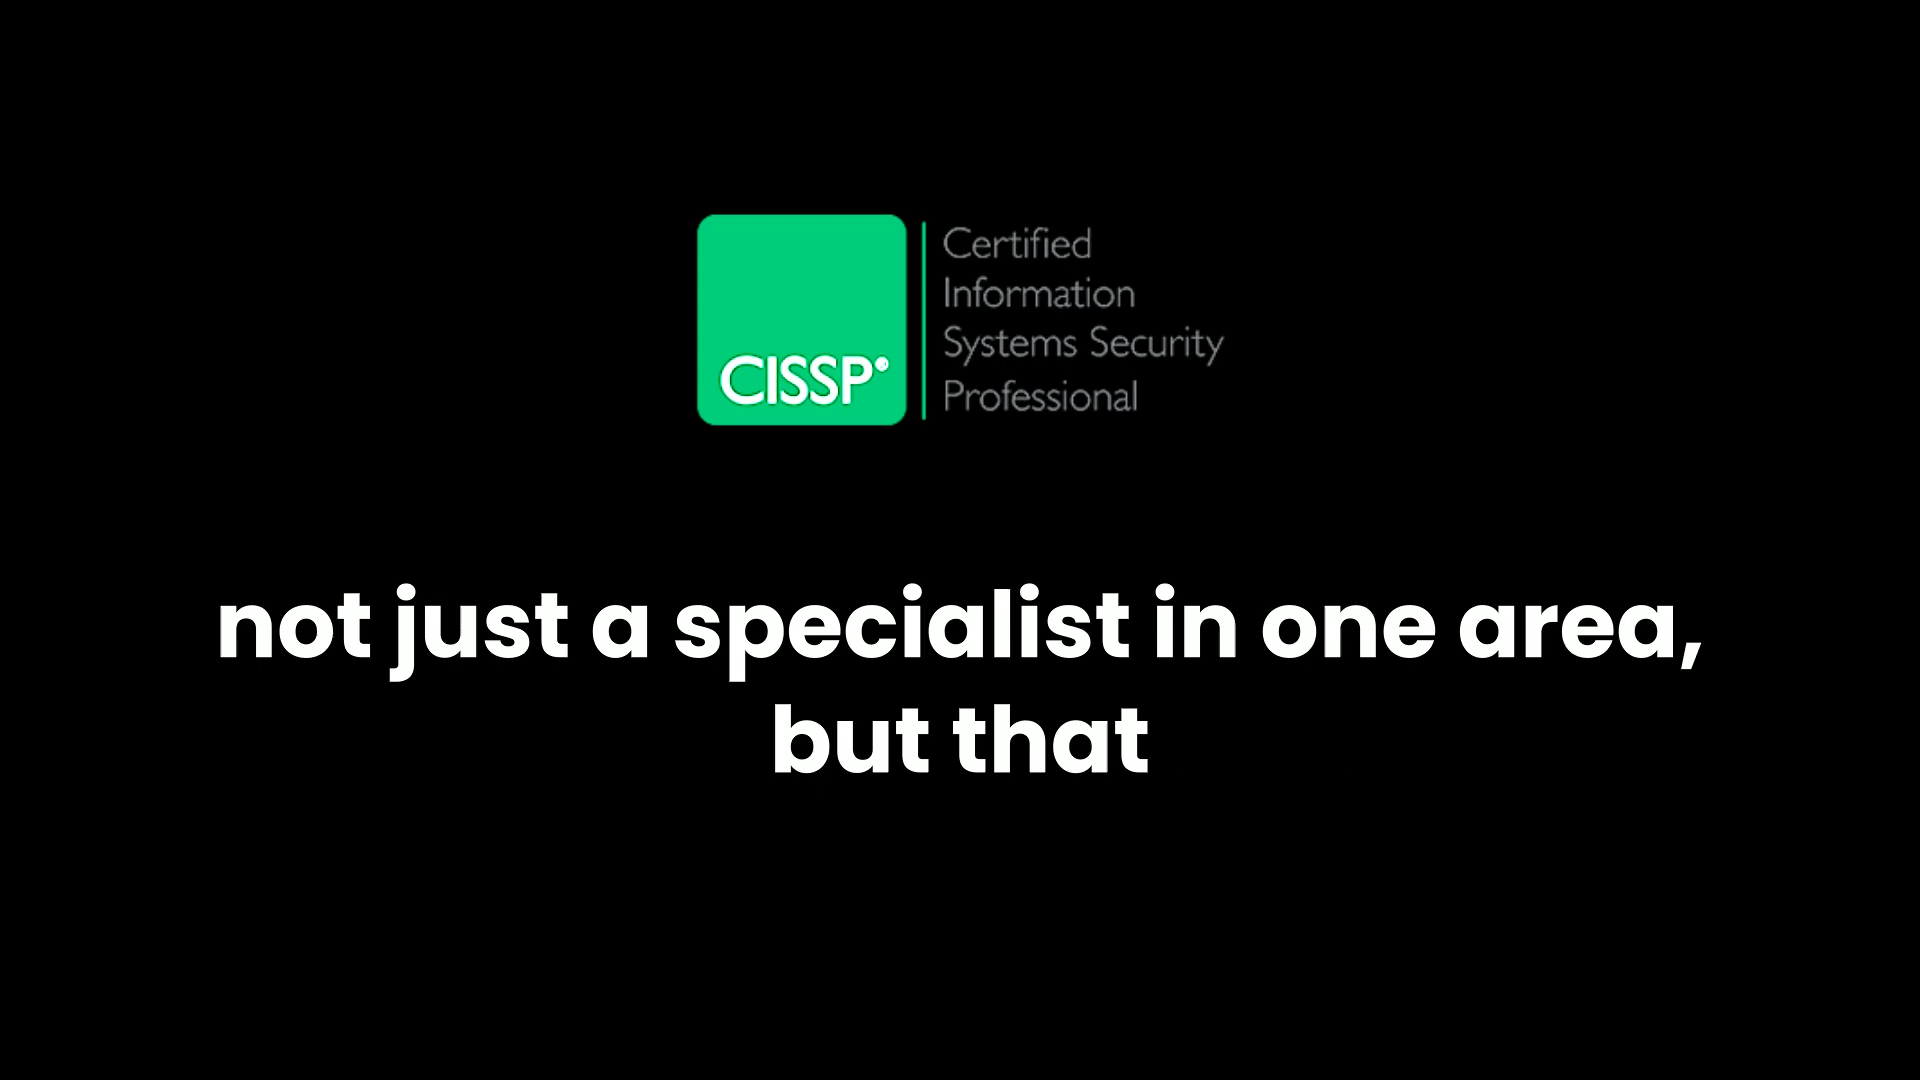 CISSP®
Certified
Information
Systems Security
Professional
not just a specialist in one area,
but that